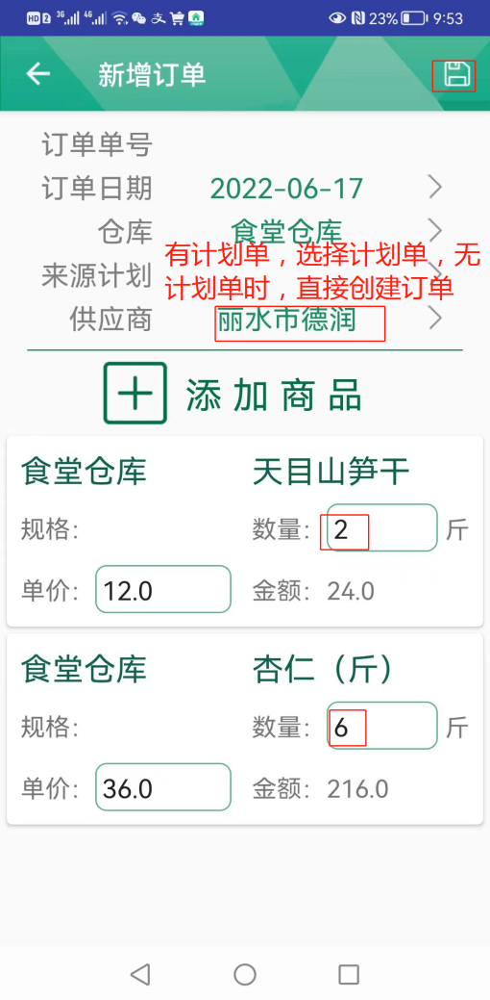 HD 2 3G 4G 支 23% 9:53
新增订单
订单单号
订单日期 2022-06-17
仓库 食堂仓库
有计划单，选择计划单，无
来源计划
计划单时，直接创建订单
供应商 丽水市德润
添加商品
食堂仓库 天目山笋干
规格: 数量: 2 斤
单价: 12.0 金额: 24.0
食堂仓库 杏仁（斤）
规格: 数量: 6 斤
单价: 36.0 金额: 216.0